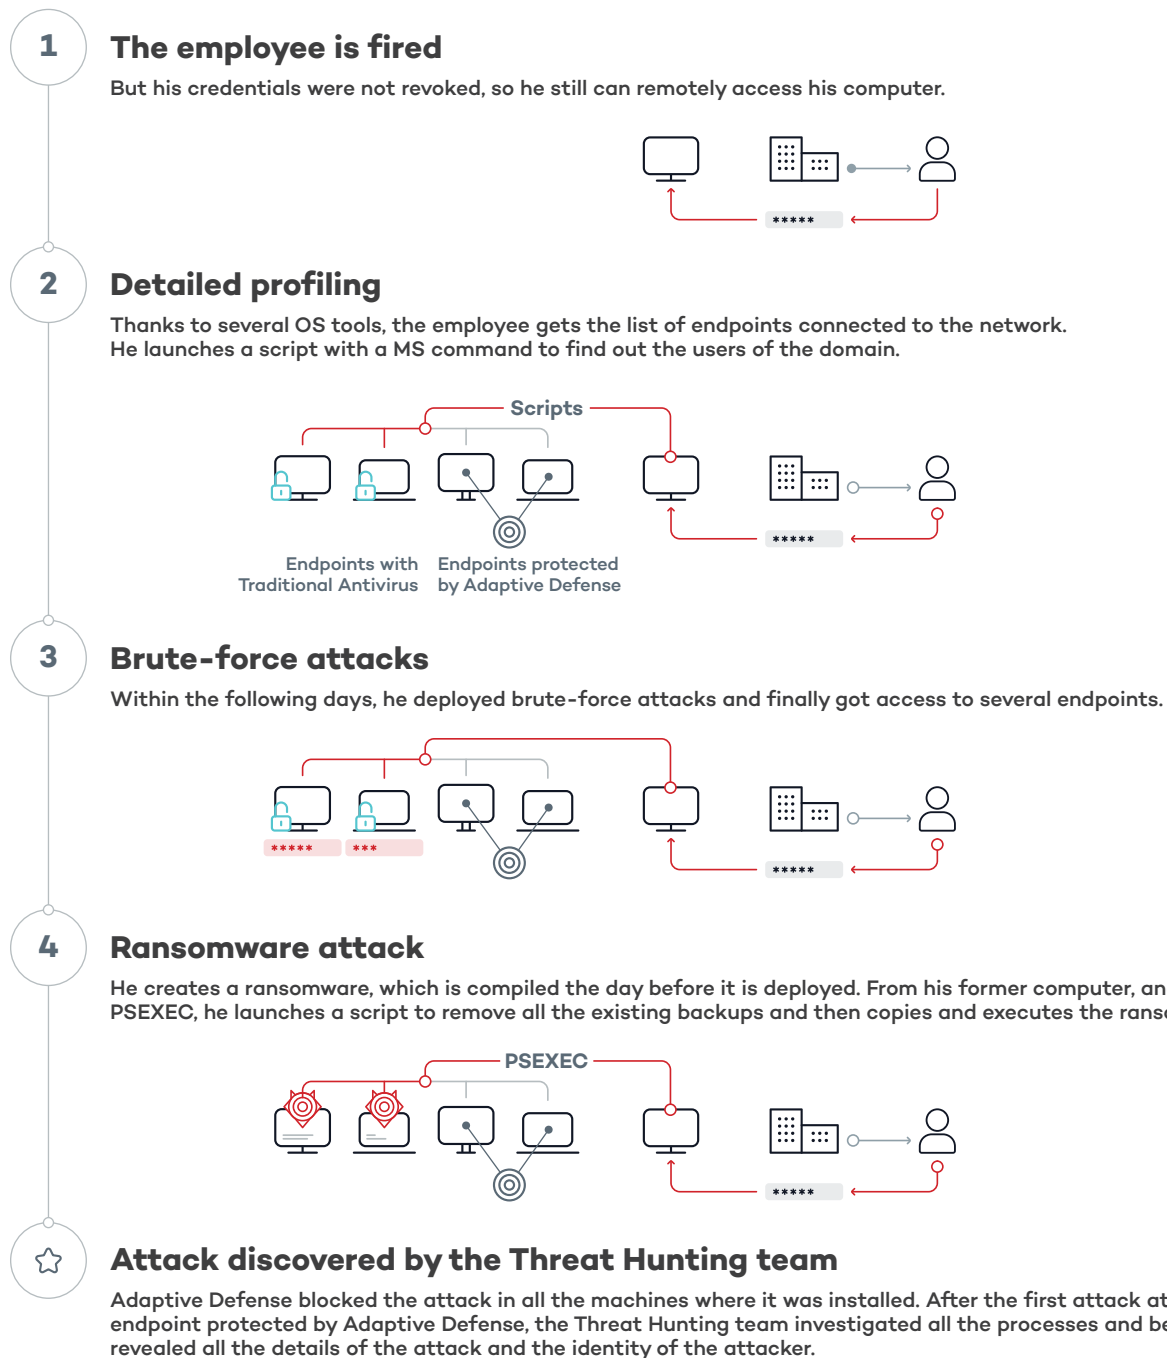 1
The employee is fired
But his credentials were not revoked, so he still can remotely access his computer.
*****
2
Detailed profiling
Thanks to several OS tools, the employee gets the list of endpoints connected to the network.
He launches a script with a MS command to find out the users of the domain.
Scripts
*****
Endpoints with
Traditional Antivirus
Endpoints protected
by Adaptive Defense
3
Brute-force attacks
Within the following days, he deployed brute-force attacks and finally got access to several endpoints.
*****
***
*****
4
Ransomware attack
He creates a ransomware, which is compiled the day before it is deployed. From his former computer, an
PSEXEC, he launches a script to remove all the existing backups and then copies and executes the
PSEXEC
*****
Attack discovered by the Threat Hunting team
Adaptive Defense blocked the attack in all the machines where it was installed. After the first attack
endpoint protected by Adaptive Defense, the Threat Hunting team investigated all the processes and
revealed all the details of the attack and the identity of the attacker.